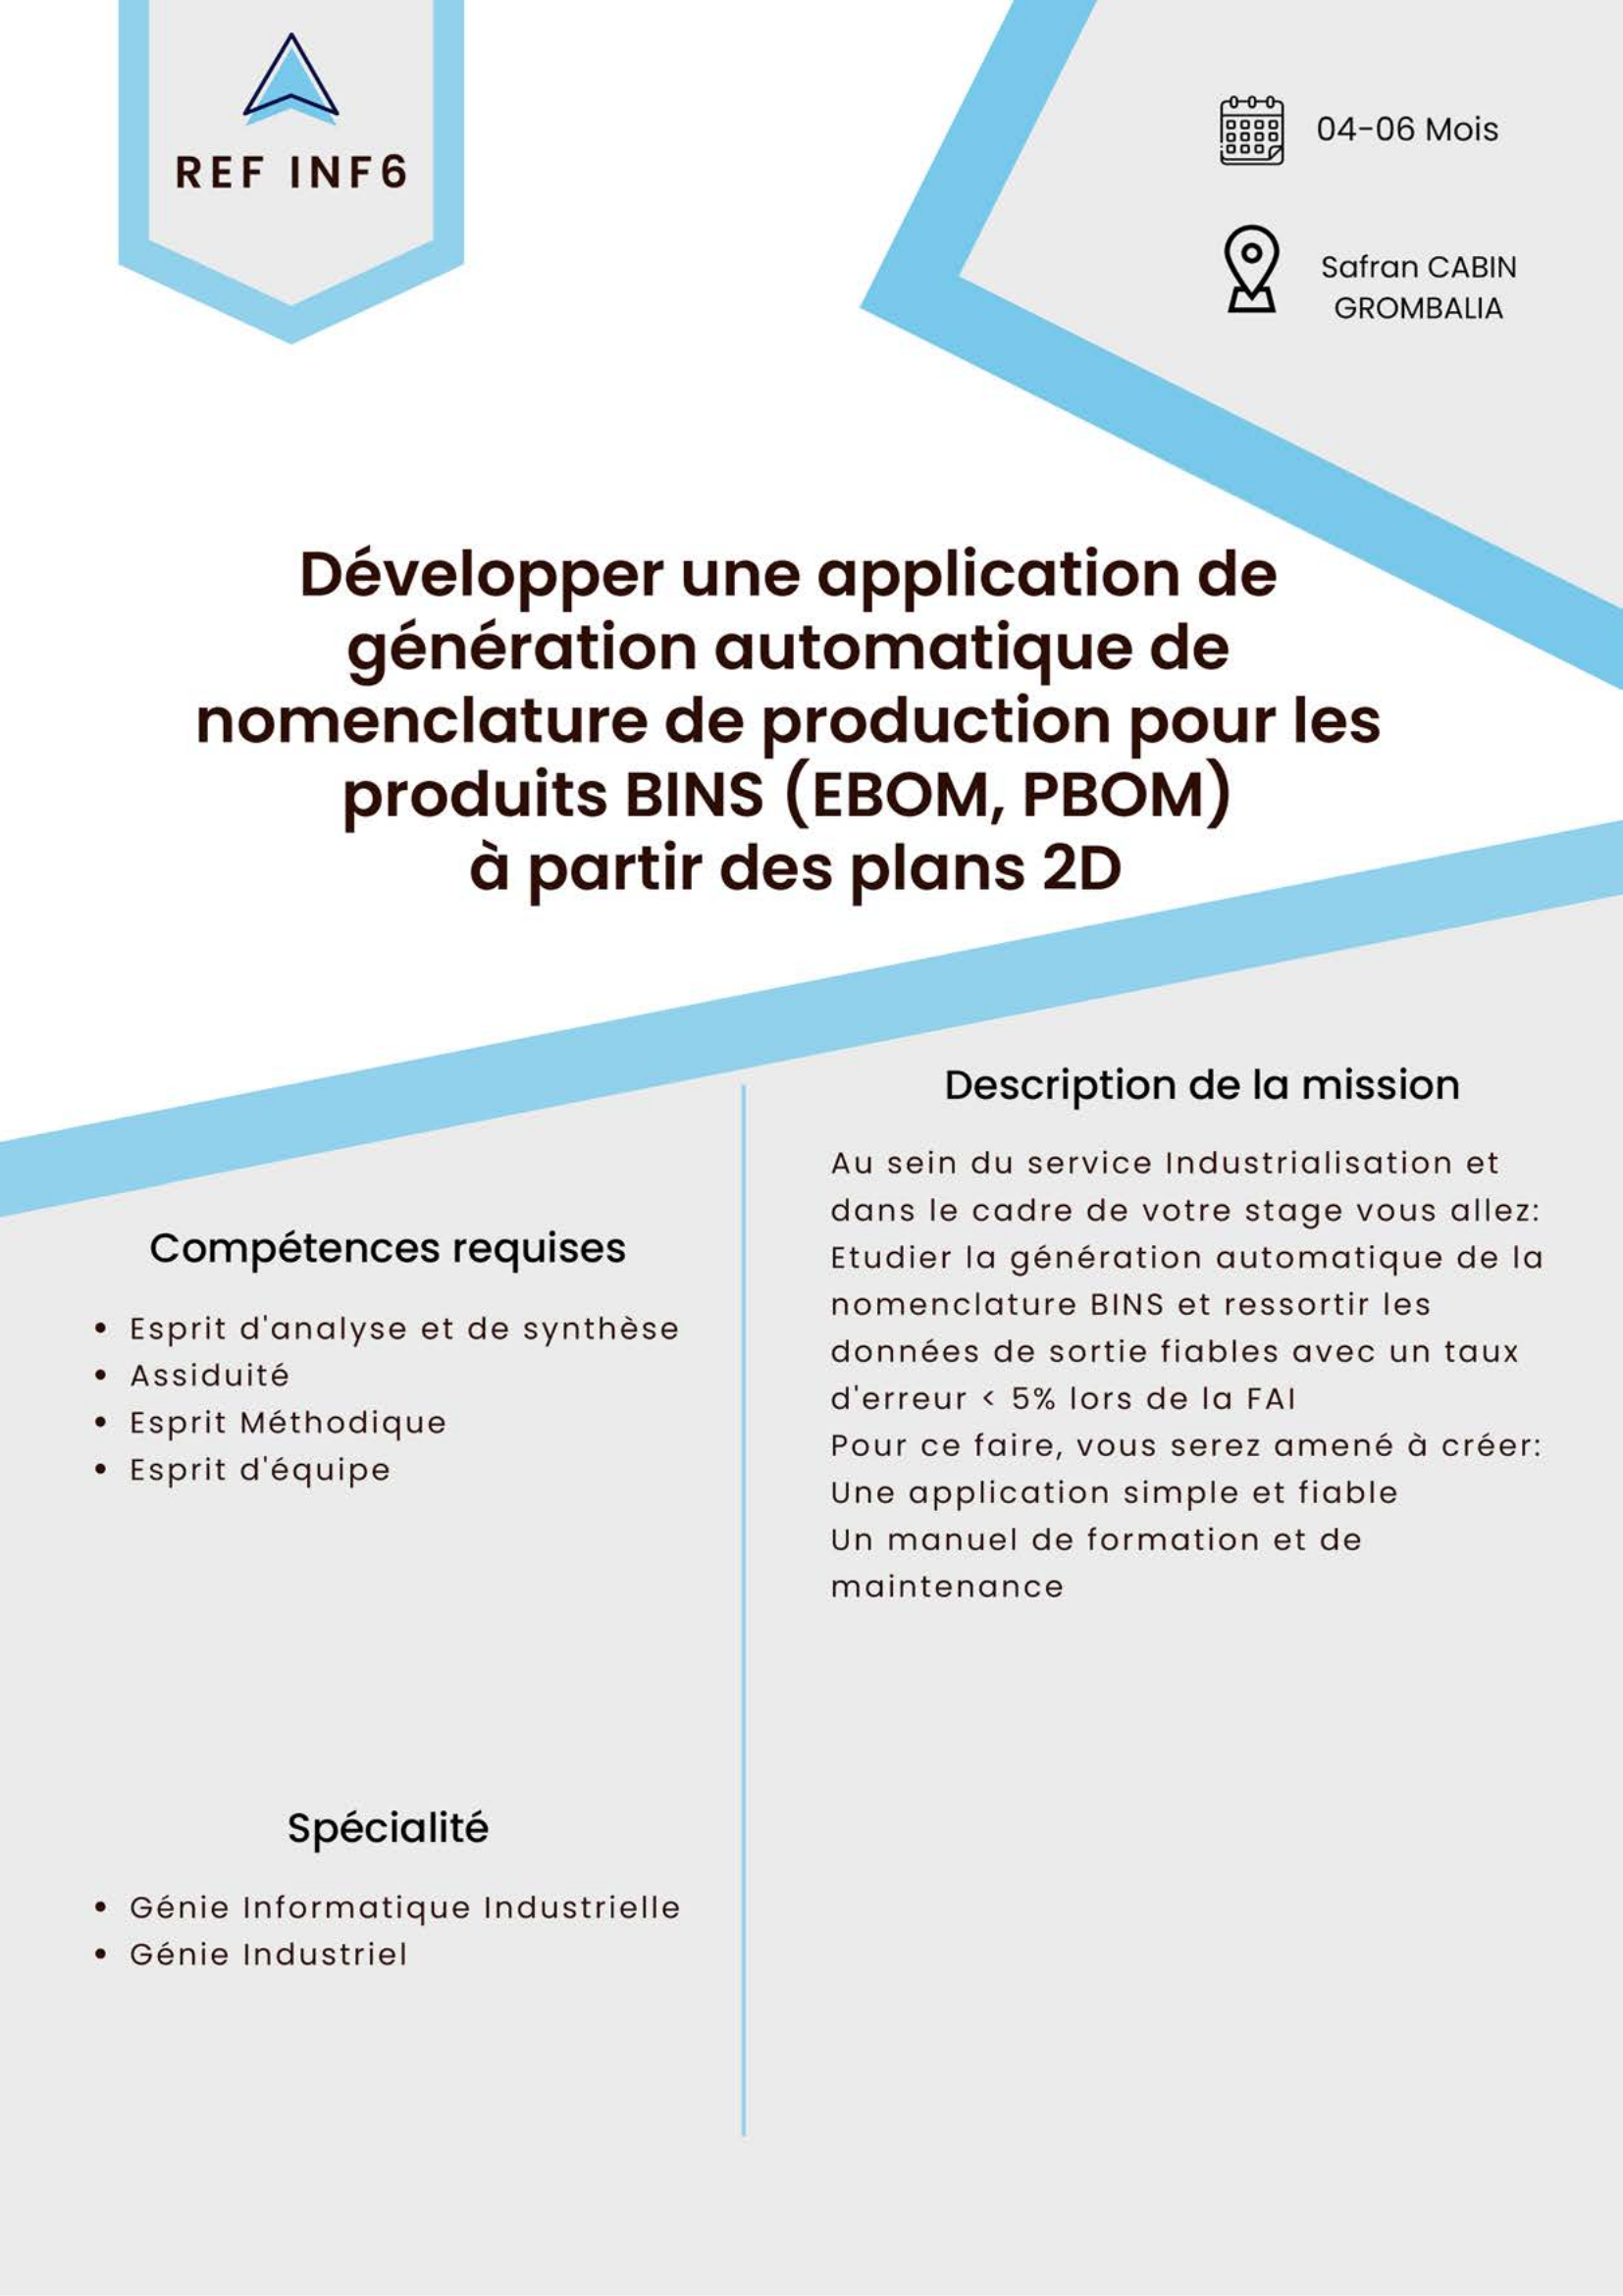 REF INF6
04-06 Mois
Safran CABIN
GROMBALIA
Développer une application de
génération automatique de
nomenclature de production pour les
produits BINS (EBOM, PBOM)
à partir des plans 2D
Compétences requises
• Esprit d'analyse et de synthèse
• Assiduité
• Esprit Méthodique
• Esprit d'équipe
Spécialité
• Génie Informatique Industrielle
• Génie Industriel
Description de la mission
Au sein du service Industrialisation et
dans le cadre de votre stage vous allez:
Etudier la génération automatique de la
nomenclature BINS et ressortir les
données de sortie fiables avec un taux
d'erreur < 5% lors de la FAI
Pour ce faire, vous serez amené à créer:
Une application simple et fiable
Un manuel de formation et de
maintenance